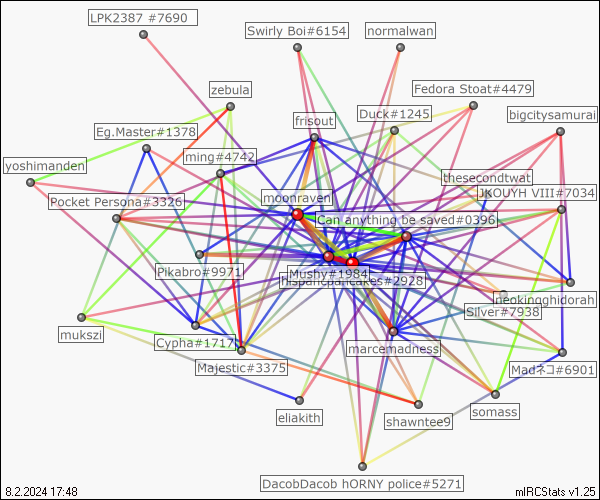 LPK2387 #7690
Swirly Boi#6154
normalwan
zebula
Fedora Stoat#4479
Duck#1245
bigcitysamurai
frisout
Eg.Master#1378
ming#4742
yoshimanden
thesecondtwat
JKOUYH VIII#7034
moonraven
Pocket Persona#3326
Can anything be saved#0396
Pikabro#9971
Mushy#1984
hispanicpancakes#2928
neokingghidorah
Silver#7938
mukszi
Cypha#1717
marcemadness
Majestic#3375
Madネコ#6901
eliakith
shawntee9
somass
DacobDacob hORNY police#5271
8.2.2024 17:48
mIRCStats v1.25